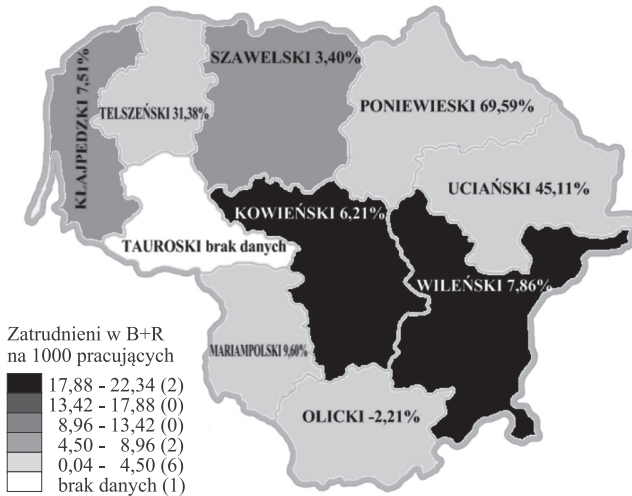 SZAWELSKI 3,40%
KŁAJPEDZKI 7,51%
TELSZEŃSKI 31,38%
PONIEWIESKI 69,59%
UCIAŃSKI 45,11%
KOWIEŃSKI 6,21%
TAUROSKI brak danych
WILEŃSKI 7,86%
MARIAMPOLSKI 9,60%
OLICKI -2,21%
Zatrudnieni w B+R
na 1000 pracujących
17,88 - 22,34 (2)
13,42 - 17,88 (0)
8,96 - 13,42 (0)
4,50 - 8,96 (2)
0,04 - 4,50 (6)
brak danych (1)